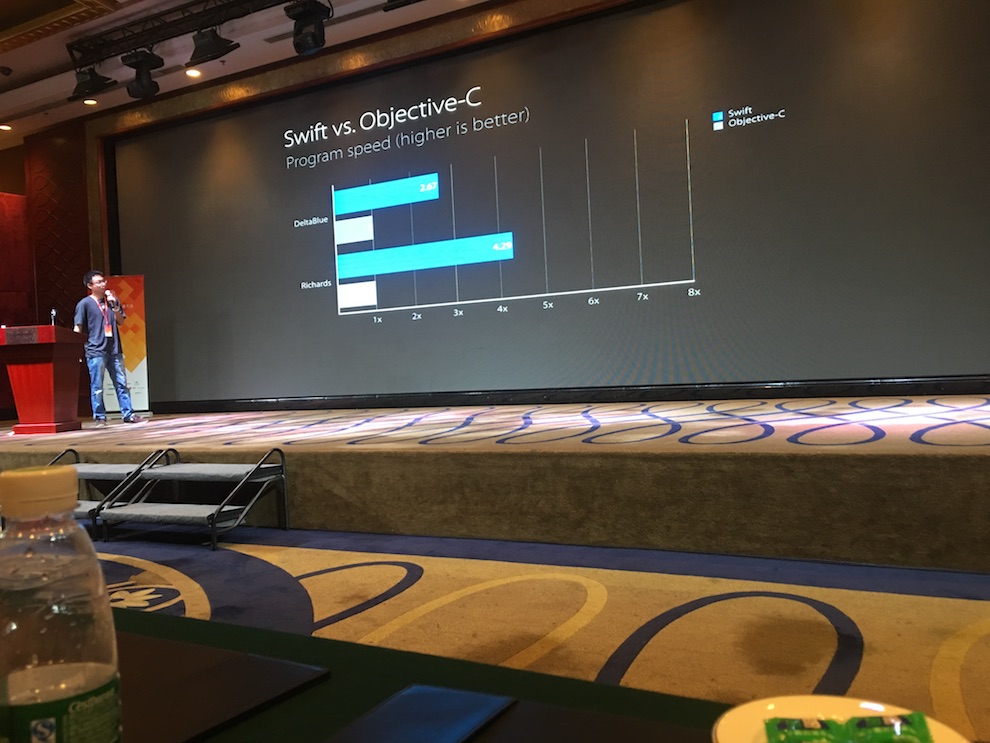 Swift vs. Objective-C
Program speed (higher is better)
Swift
Objective-C
DeltaBlue
2.67
Richards
4.29
1x 2x 3x 4x 5x 6x 7x 8x